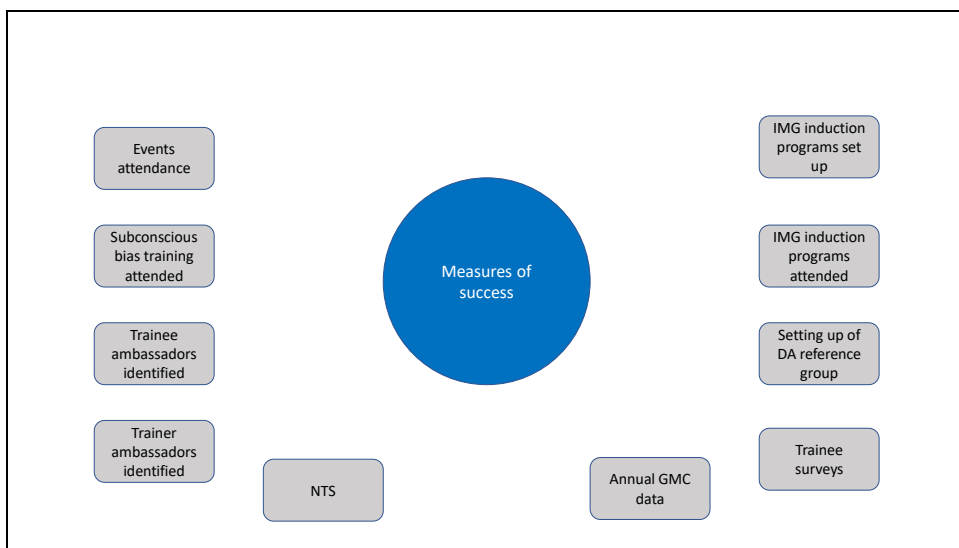 Events
attendance
Subconscious
bias training
attended
Trainee
ambassadors
identified
Trainer
ambassadors
identified
NTS
Measures of
success
IMG induction
programs set
up
IMG induction
programs
attended
Setting up of
DA reference
group
Trainee
surveys
Annual GMC
data